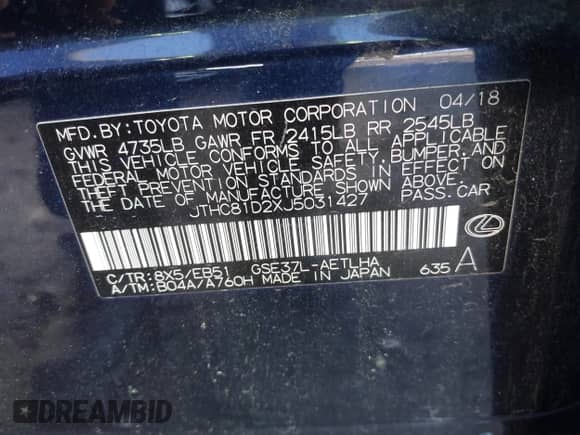 MFD.BY:TOYOTA MOTOR CORPORATION 04/18
GVWR 4735LB GAWR FR 2415LB RR 2545LB
THIS VEHICLE CONFORMS TO ALL APPLICABLE
FEDERAL MOTOR VEHICLE SAFETY,BUMPER,AND
THEFT PREVENTION STANDARDS IN EFFECT ON
THE DATE OF MANUFACTURE SHOWN ABOVE.
JTHC81D2XJ5031427 PASS.CAR
C/TR:8X5/EB51 GSE37L-AETLHA
A/TM:B04A/A760H MADE IN JAPAN 635 A
DREAMBID